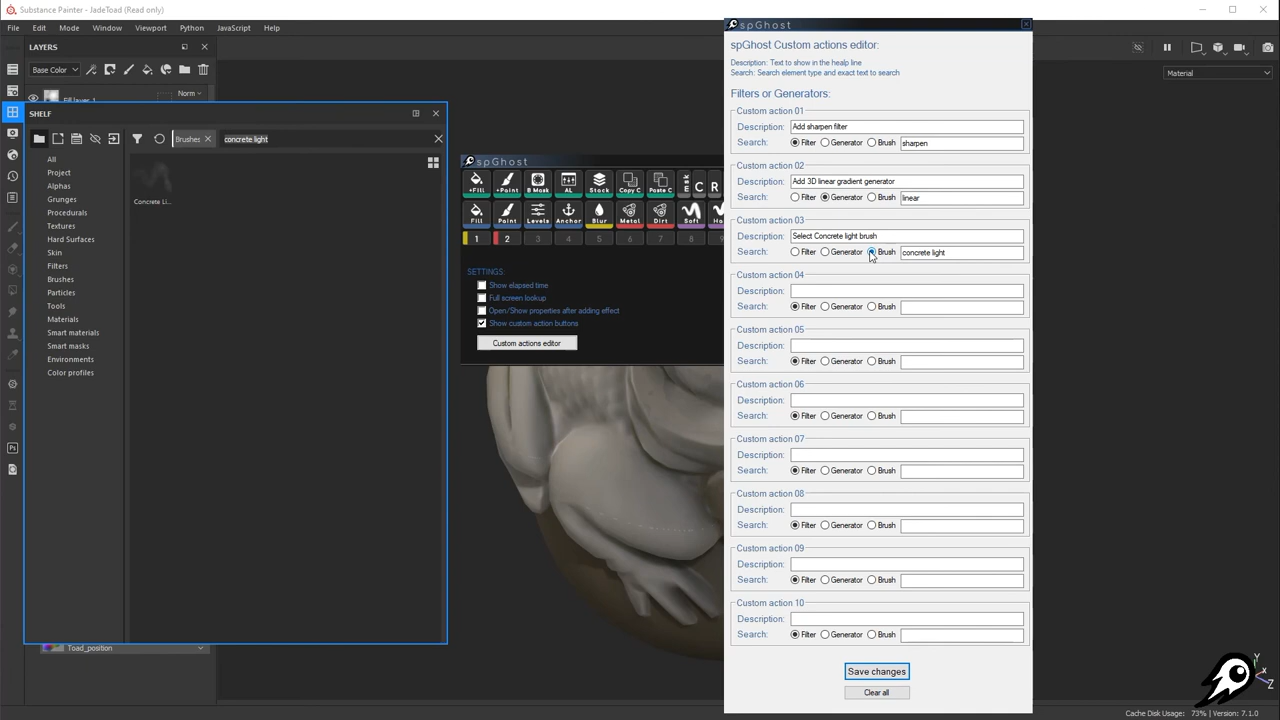 Substance Painter - JadeToad (Read only)
File Edit Mode Window Viewport Python JavaScript Help
LAYERS
Base Color
Material
Fill layer 1
Norm
SHELF
Brushes
concrete light
All
Project
Alphas
Grunges
Procedurals
Textures
Hard Surfaces
Skin
Filters
Brushes
Particles
Tools
Materials
Smart materials
Smart masks
Environments
Color profiles
Concrete Li...
Toad_position
spGhost
+Fill +Paint B Mask AL Stack Copy C Paste C
msk C R
Fill Paint Levels Anchor Blur Metal Dirt Soft H
1 2 3 4 5 6 7 8
SETTINGS:
Show elapsed time
Full screen lookup
Open/Show properties after adding effect
Show custom action buttons
Custom actions editor
spGhost
spGhost Custom actions editor:
Description: Text to show in the healp line
Search: Search element type and exact text to search
Filters or Generators:
Custom action 01
Description: Add sharpen filter
Search: Filter Generator Brush sharpen
Custom action 02
Description: Add 3D linear gradient generator
Search: Filter Generator Brush linear
Custom action 03
Description: Select Concrete light brush
Search: Filter Generator Brush concrete light
Custom action 04
Description:
Search: Filter Generator Brush
Custom action 05
Description:
Search: Filter Generator Brush
Custom action 06
Description:
Search: Filter Generator Brush
Custom action 07
Description:
Search: Filter Generator Brush
Custom action 08
Description:
Search: Filter Generator Brush
Custom action 09
Description:
Search: Filter Generator Brush
Custom action 10
Description:
Search: Filter Generator Brush
Save changes
Clear all
Y
X
Z
Cache Disk Usage: 73% | Version: 7.1.0